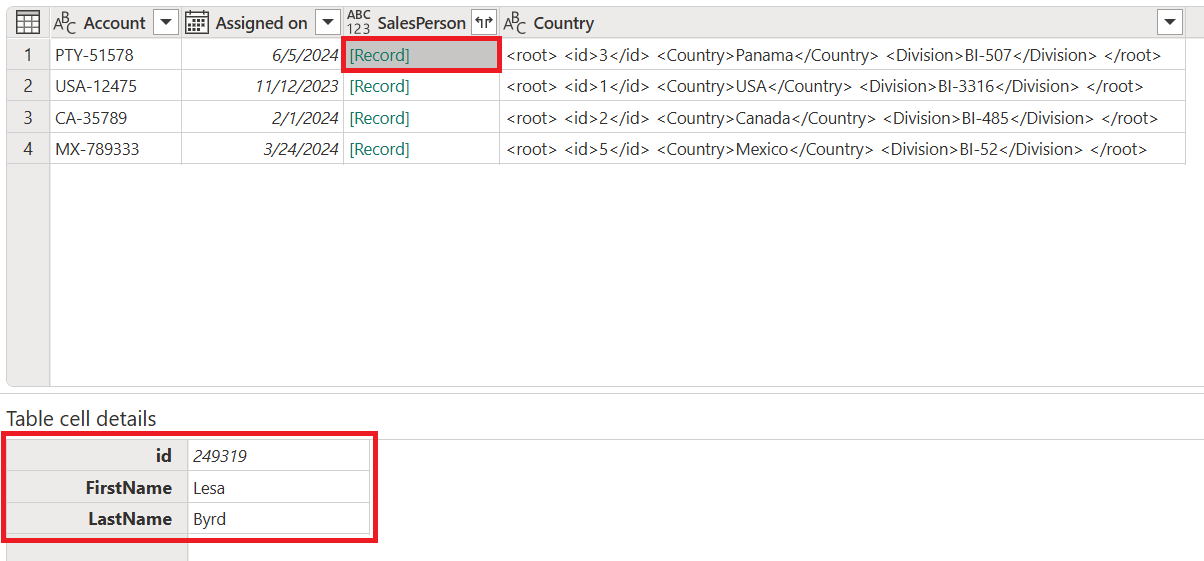 ABC Account Assigned on ABC 123 SalesPerson ABC Country
1 PTY-51578 6/5/2024 [Record] <root> <id>3</id> <Country>Panama</Country> <Division>BI-507</Division> </root>
2 USA-12475 11/12/2023 [Record] <root> <id>1</id> <Country>USA</Country> <Division>BI-3316</Division> </root>
3 CA-35789 2/1/2024 [Record] <root> <id>2</id> <Country>Canada</Country> <Division>BI-485</Division> </root>
4 MX-789333 3/24/2024 [Record] <root> <id>5</id> <Country>Mexico</Country> <Division>BI-52</Division> </root>
Table cell details
id 249319
FirstName Lesa
LastName Byrd